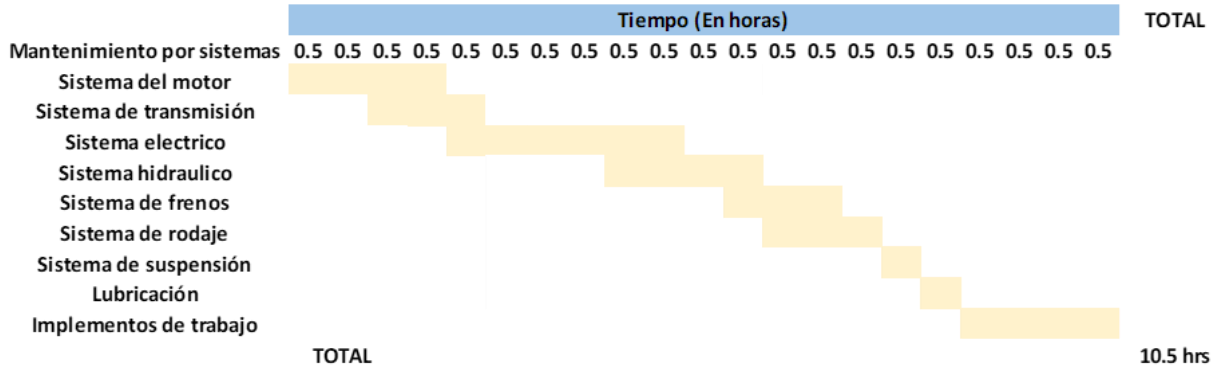 Tiempo (En horas) TOTAL
Mantenimiento por sistemas 0.5 0.5 0.5 0.5 0.5 0.5 0.5 0.5 0.5 0.5 0.5 0.5 0.5 0.5 0.5 0.5 0.5 0.5 0.5 0.5 0.5
Sistema del motor
Sistema de transmisión
Sistema electrico
Sistema hidraulico
Sistema de frenos
Sistema de rodaje
Sistema de suspensión
Lubricación
Implementos de trabajo
TOTAL 10.5 hrs